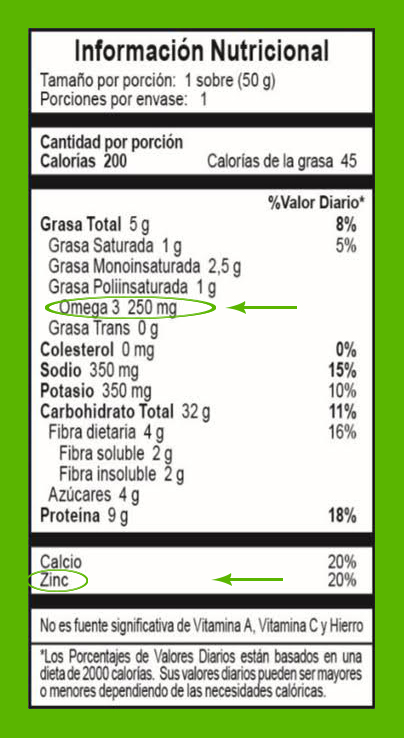 Información Nutricional
Tamaño por porción: 1 sobre (50 g)
Porciones por envase: 1
Cantidad por porción
Calorías 200 Calorías de la grasa 45
%Valor Diario*
Grasa Total 5 g 8%
Grasa Saturada 1 g 5%
Grasa Monoinsaturada 2,5 g
Grasa Poliinsaturada 1 g
Omega 3 250 mg
Grasa Trans 0 g
Colesterol 0 mg 0%
Sodio 350 mg 15%
Potasio 350 mg 10%
Carbohidrato Total 32 g 11%
Fibra dietaria 4 g 16%
Fibra soluble 2 g
Fibra insoluble 2 g
Azúcares 4 g
Proteína 9 g 18%
Calcio 20%
Zinc 20%
No es fuente significativa de Vitamina A, Vitamina C y Hierro
*Los Porcentajes de Valores Diarios están basados en una
dieta de 2000 calorías. Sus valores diarios pueden ser mayores
o menores dependiendo de las necesidades calóricas.